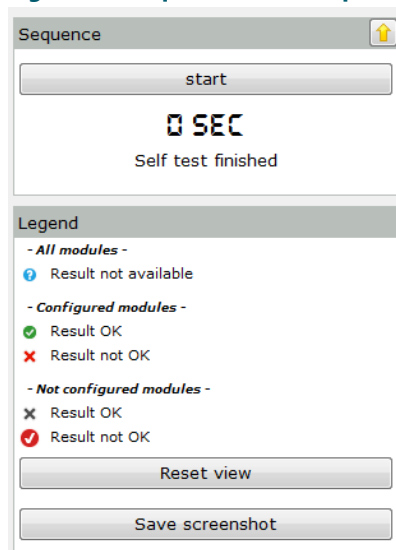 Sequence
start
0 SEC
Self test finished
Legend
- All modules -
Result not available
- Configured modules -
Result OK
Result not OK
- Not configured modules -
Result OK
Result not OK
Reset view
Save screenshot